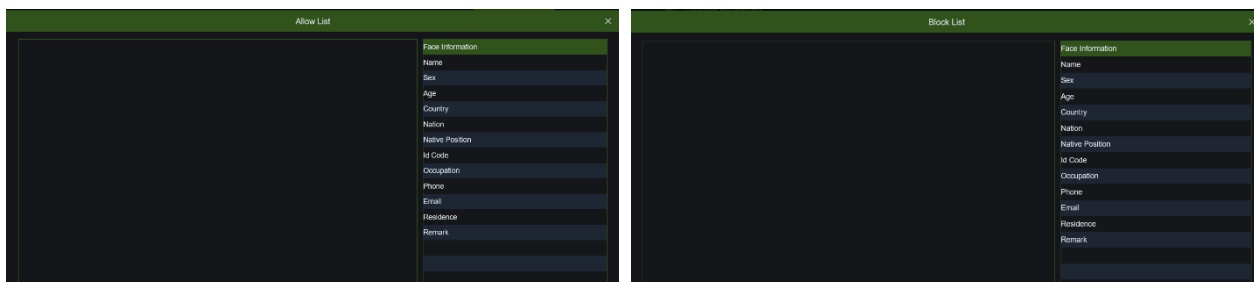 Allow List
Face Information
Name
Sex
Age
Country
Nation
Native Position
Id Code
Occupation
Phone
Email
Residence
Remark
Block List
Face Information
Name
Sex
Age
Country
Nation
Native Position
Id Code
Occupation
Phone
Email
Residence
Remark